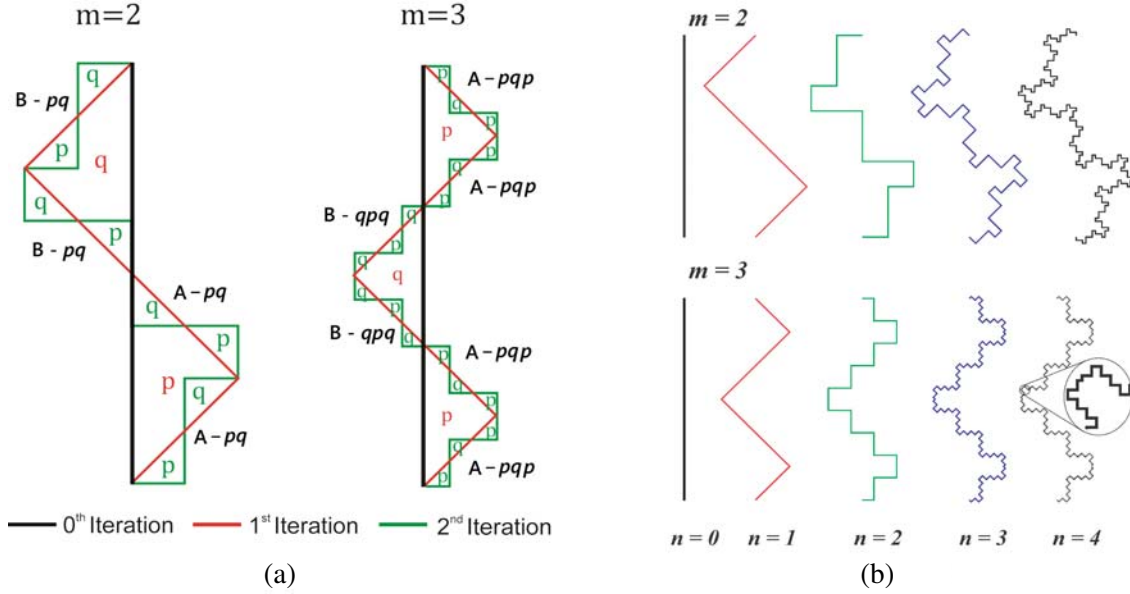 m=2
m=3
q
B - pq
p
q
q
p
B - pq
q
A - pq
p
p
q
A - pq
p
p
A - pqp
q
p
p
p
q
A - pqp
p
B - qpq
q
p
q
q
q
p
B - qpq
q
p
A - pqp
q
p
p
p
q
A - pqp
p
0th Iteration
1st Iteration
2nd Iteration
(a)
m = 2
m = 3
n = 0
n = 1
n = 2
n = 3
n = 4
(b)